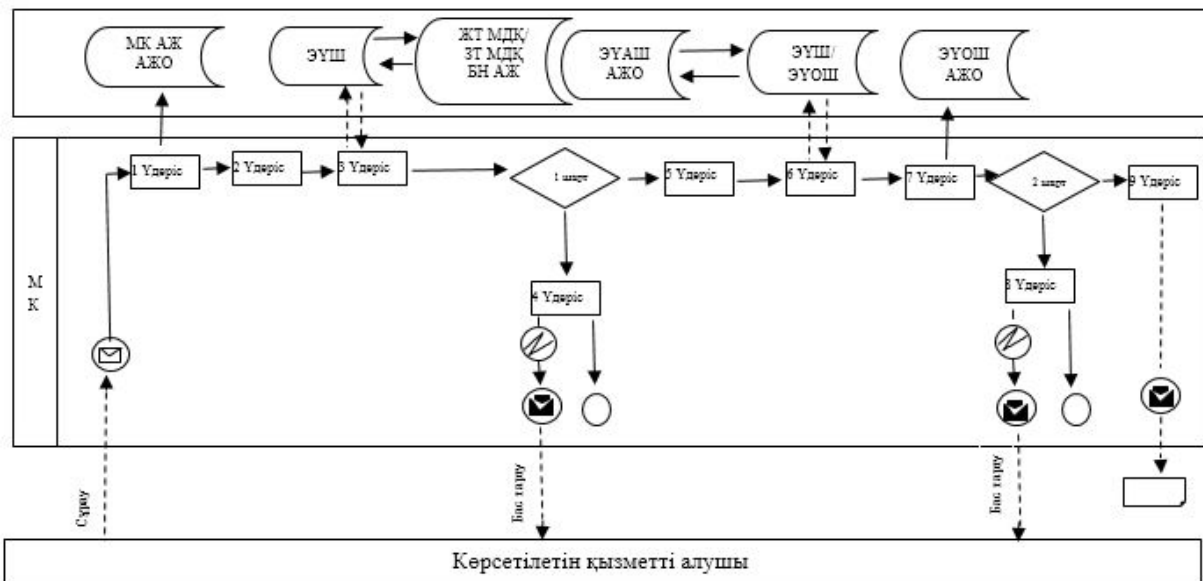 МК АЖ
АЖО
ЭҮШ
ЖТ МДҚ/
ЗТ МДҚ
БН АЖ
ЭҮАШ
АЖО
ЭҮШ/
ЭҮОШ
ЭҮОШ
АЖО
1 Үдеріс
2 Үдеріс
3 Үдеріс
1 шарт
5 Үдеріс
6 Үдеріс
7 Үдеріс
2 шарт
9 Үдеріс
М
К
4 Үдеріс
8 Үдеріс
Сұрау
Бас тарту
Бас тарту
Көрсетілетін қызметті алушы